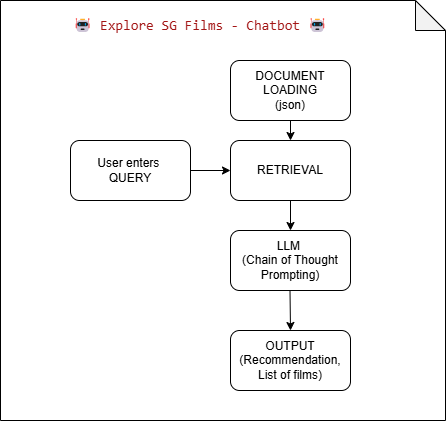 Explore SG Films - Chatbot
DOCUMENT
LOADING
(json)
User enters
QUERY
RETRIEVAL
LLM
(Chain of Thought
Prompting)
OUTPUT
(Recommendation,
List of films)